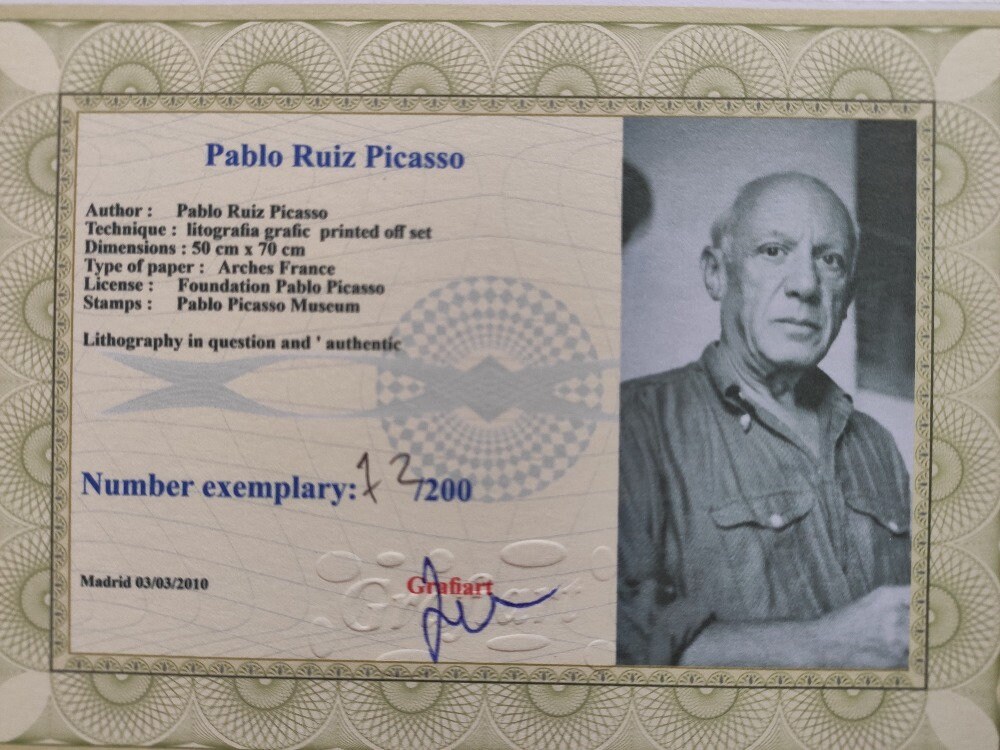 Pablo Ruiz Picasso
Author : Pablo Ruiz Picasso
Technique : litografia grafic printed off set
Dimensions : 50 cm x 70 cm
Type of paper : Arches France
License : Foundation Pablo Picasso
Stamps : Pablo Picasso Museum
Lithography in question and ' authentic
Number exemplary: 12/200
Madrid 03/03/2010
Grafiart